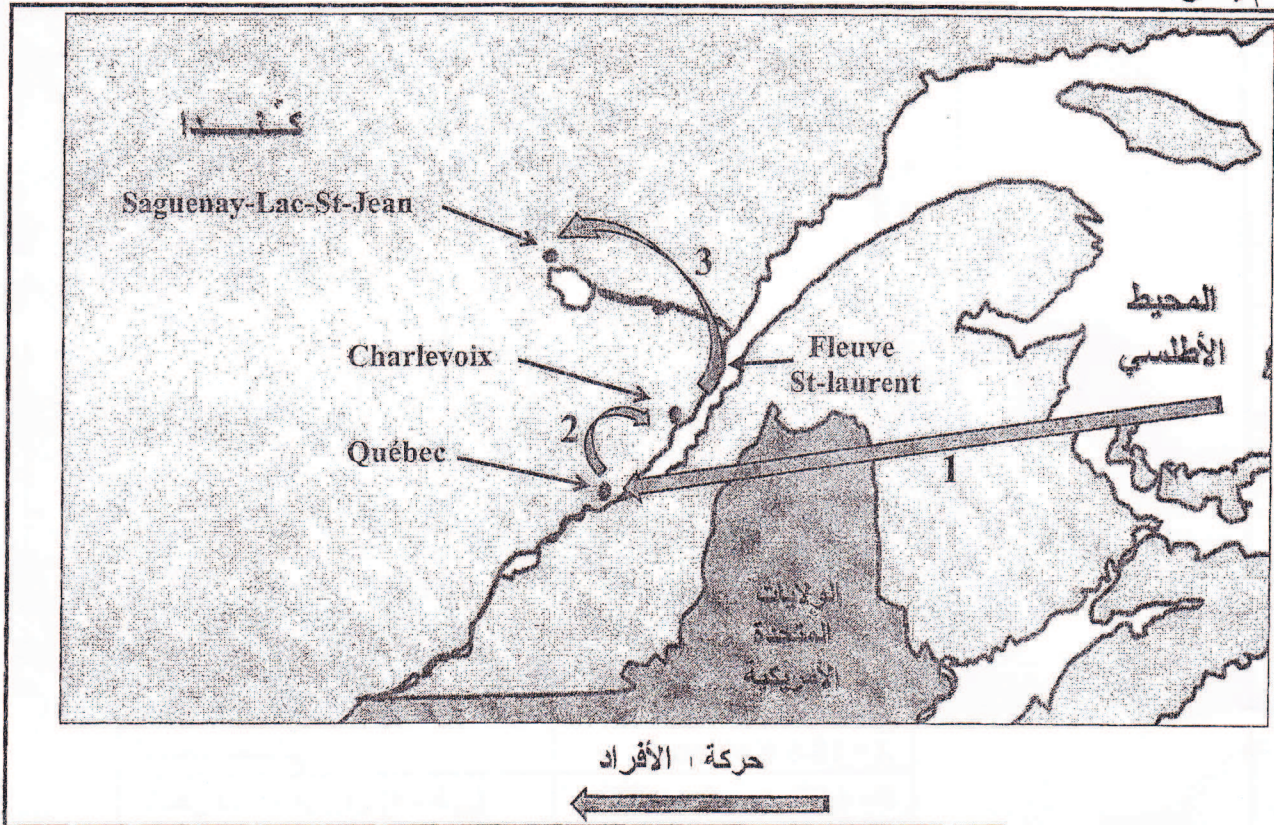 كنـــدا
Saguenay-Lac-St-Jean
3
المحيط
الأطلسي
Charlevoix
Fleuve
St-laurent
2
Québec
1
الولايات
المتحدة
الأمريكية
حركة : الأفراد